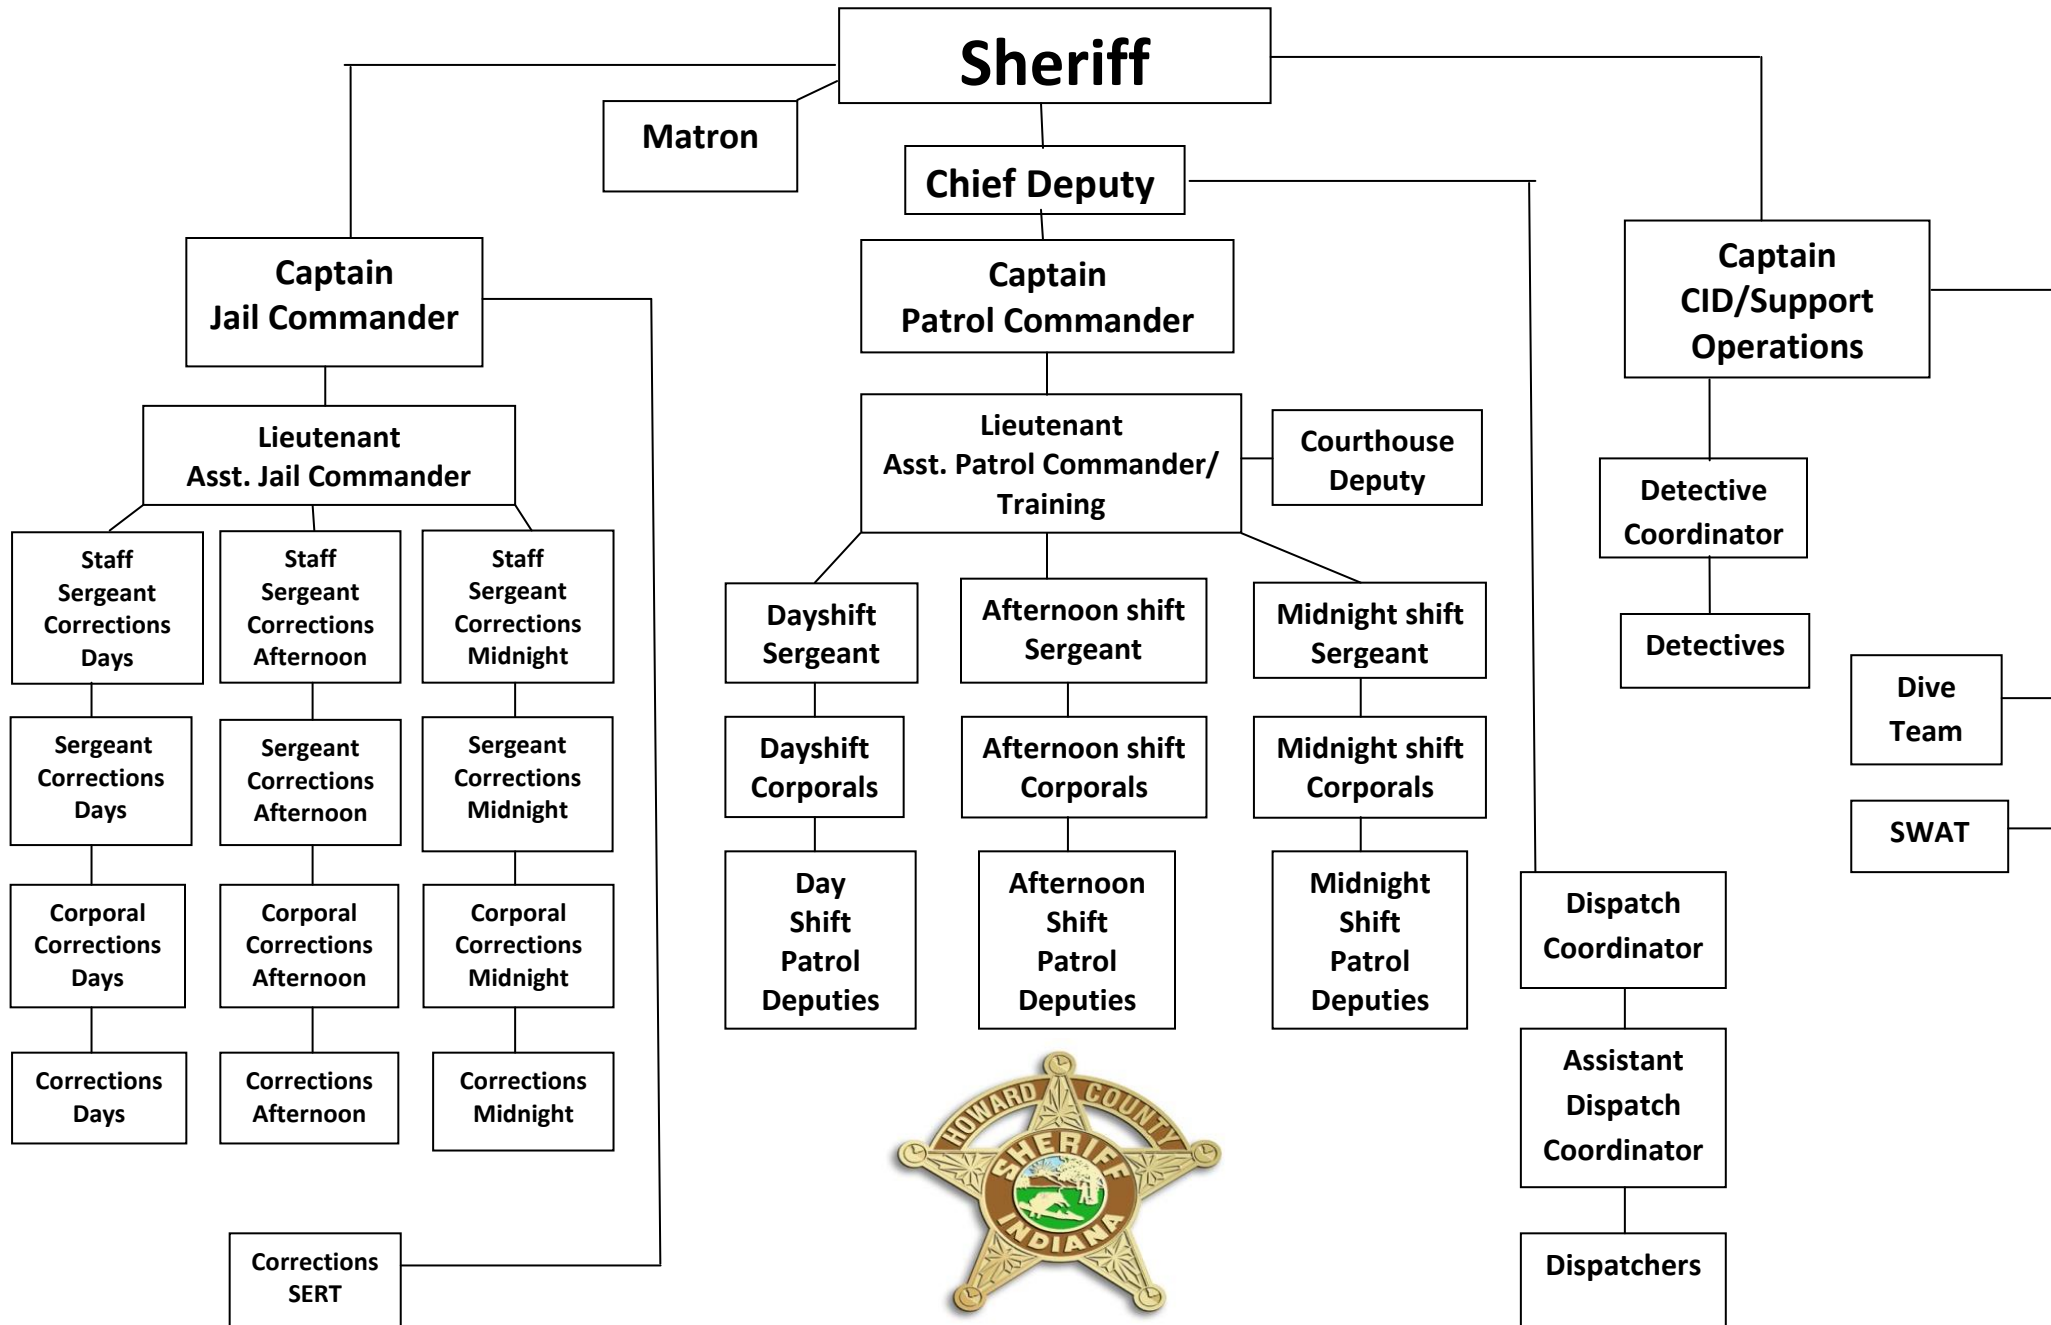 Sheriff
Matron
Chief Deputy
Captain
Jail Commander
Captain
Patrol Commander
Captain
CID/Support
Operations
Lieutenant
Asst. Jail Commander
Lieutenant
Asst. Patrol Commander/
Training
Courthouse
Deputy
Detective
Coordinator
Detectives
Staff
Sergeant
Corrections
Days
Staff
Sergeant
Corrections
Afternoon
Staff
Sergeant
Corrections
Midnight
Dayshift
Sergeant
Afternoon shift
Sergeant
Midnight shift
Sergeant
Dive
Team
Sergeant
Corrections
Days
Sergeant
Corrections
Afternoon
Sergeant
Corrections
Midnight
Dayshift
Corporals
Afternoon shift
Corporals
Midnight shift
Corporals
SWAT
Corporal
Corrections
Days
Corporal
Corrections
Afternoon
Corporal
Corrections
Midnight
Day
Shift
Patrol
Deputies
Afternoon
Shift
Patrol
Deputies
Midnight
Shift
Patrol
Deputies
Dispatch
Coordinator
Corrections
Days
Corrections
Afternoon
Corrections
Midnight
Assistant
Dispatch
Coordinator
HOWARD COUNTY
SHERIFF
INDIANA
Corrections
SERT
Dispatchers